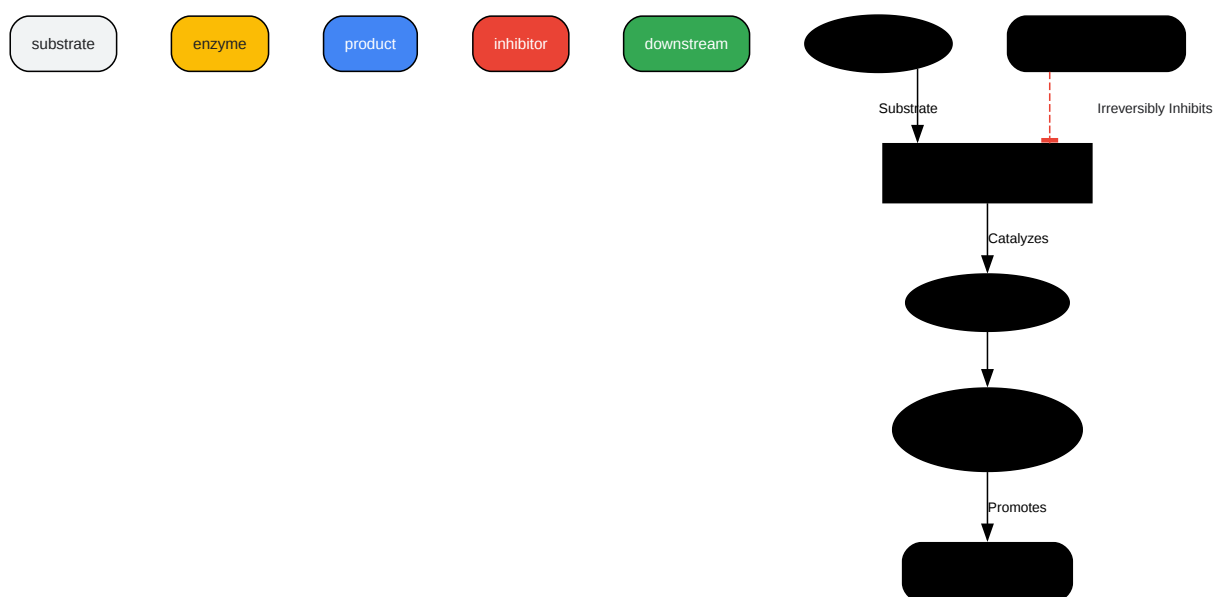 substrate
enzyme
product
inhibitor
downstream
Substrate
Irreversibly Inhibits
Catalyzes
Promotes